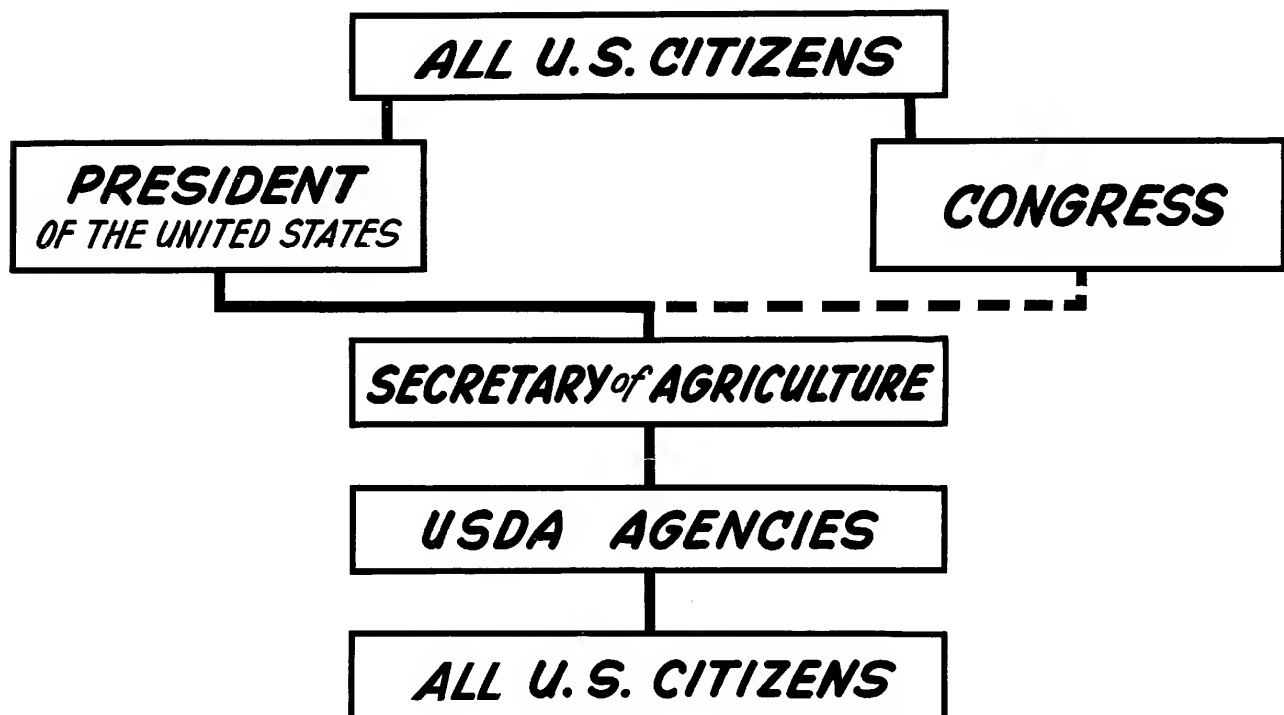 ALL U.S. CITIZENS
PRESIDENT
OF THE UNITED STATES
CONGRESS
SECRETARY of AGRICULTURE
USDA AGENCIES
ALL U.S. CITIZENS